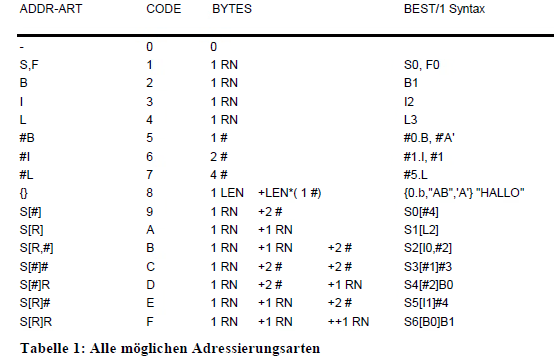 ADDR-ART CODE BYTES BEST/1 Syntax
- 0 0
S,F 1 1 RN S0, F0
B 2 1 RN B1
I 3 1 RN I2
L 4 1 RN L3
#B 5 1 # #0.B, #'A'
#I 6 2 # #1.I, #1
#L 7 4 # #5.L
{} 8 1 LEN +LEN*( 1 #) {0.b,"AB",'A'} "HALLO"
S[#] 9 1 RN +2 # S0[#4]
S[R] A 1 RN +1 RN S1[L2]
S[R,#] B 1 RN +1 RN +2 # S2[I0,#2]
S[#]# C 1 RN +2 # +2 # S3[#1]#3
S[#]R D 1 RN +2 # +1 RN S4[#2]B0
S[R]# E 1 RN +1 RN +2 # S5[I1]#4
S[R]R F 1 RN +1 RN ++1 RN S6[B0]B1
Tabelle 1: Alle möglichen Adressierungsarten